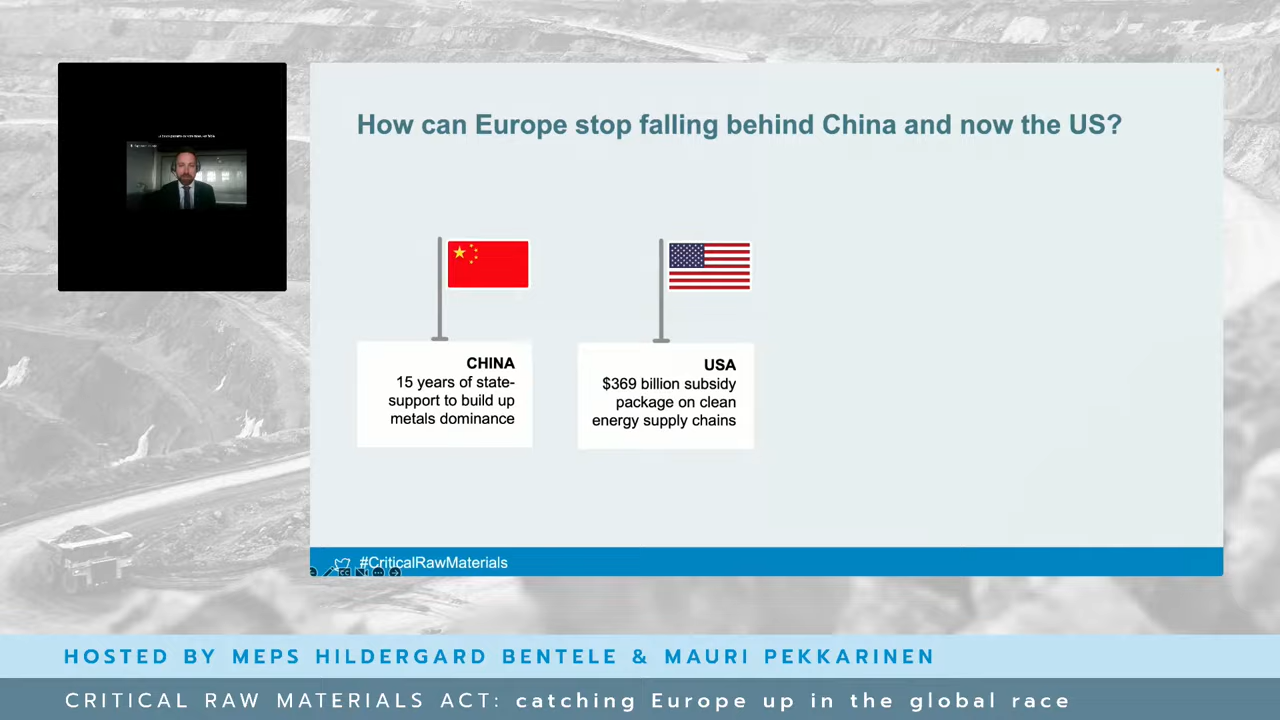 How can Europe stop falling behind China and now the US?
CHINA
15 years of state-
support to build up
metals dominance
USA
$369 billion subsidy
package on clean
energy supply chains
#CriticalRawMaterials
HOSTED BY MEPS HILDERGARD BENTELE & MAURI PEKKARINEN
CRITICAL RAW MATERIALS ACT: catching Europe up in the global race